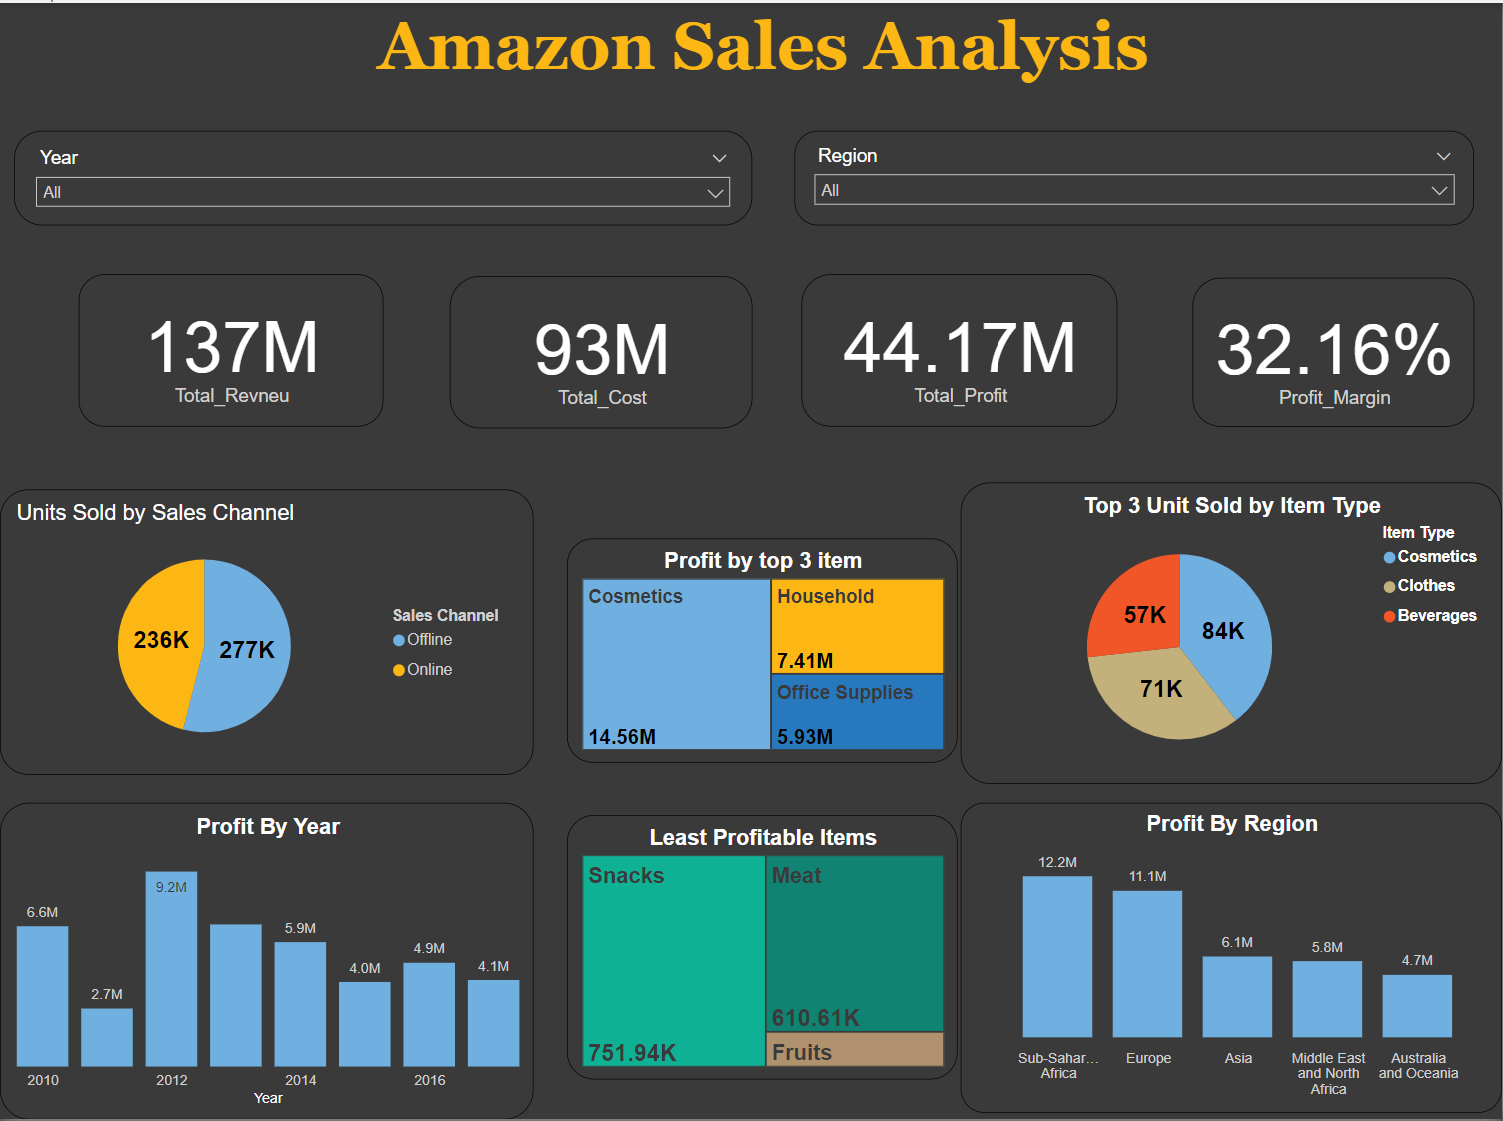 Amazon Sales Analysis
Year
All
Region
All
137M
Total_Revneu
93M
Total_Cost
44.17M
Total_Profit
32.16%
Profit_Margin
Units Sold by Sales Channel
236K
277K
Sales Channel
Offline
Online
Profit by top 3 item
Cosmetics
14.56M
Household
7.41M
Office Supplies
5.93M
Top 3 Unit Sold by Item Type
57K
84K
71K
Item Type
Cosmetics
Clothes
Beverages
Profit By Year
6.6M
2.7M
9.2M
5.9M
4.0M
4.9M
4.1M
2010
2012
2014
2016
Year
Least Profitable Items
Snacks
751.94K
Meat
610.61K
Fruits
Profit By Region
12.2M
11.1M
6.1M
5.8M
4.7M
Sub-Sahar...
Africa
Europe
Asia
Middle East
and North
Africa
Australia
and Oceania